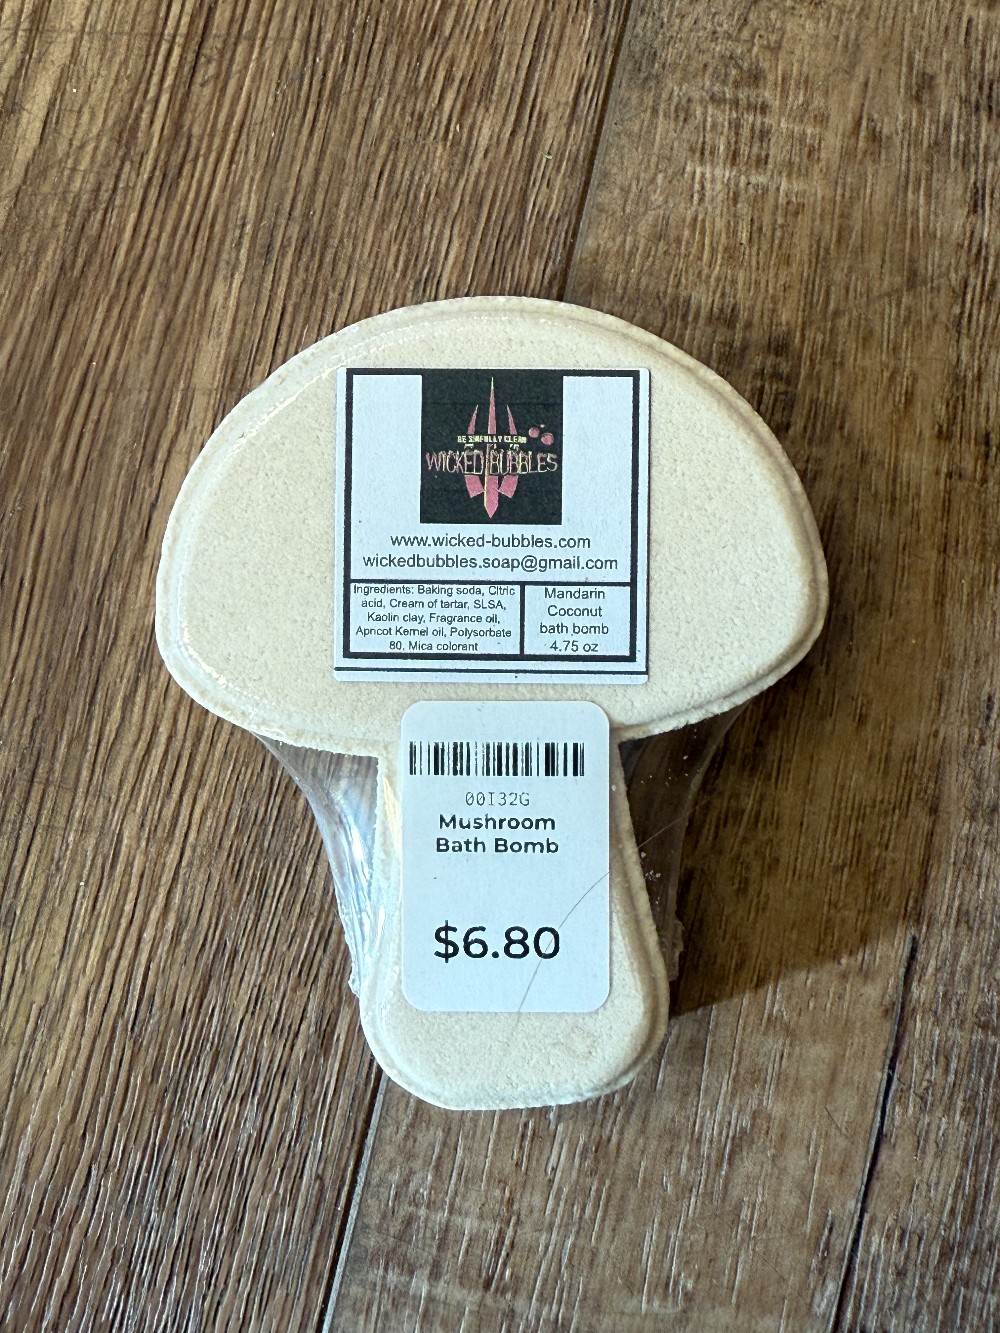 BE SINFULLY CLEAN
WICKED BUBBLES
www.wicked-bubbles.com
wickedbubbles.soap@gmail.com
Ingredients: Baking soda, Citric
acid, Cream of tartar, SLSA,
Kaolin clay, Fragrance oil,
Apricot Kernel oil, Polysorbate
80, Mica colorant
Mandarin
Coconut
bath bomb
4.75 oz
00I32G
Mushroom
Bath Bomb
$6.80